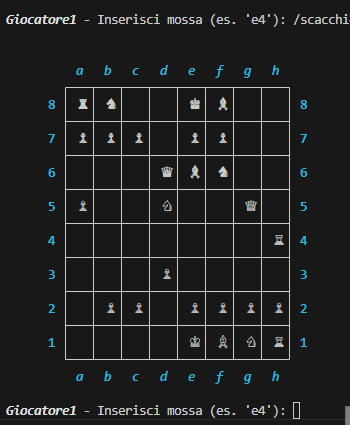 Giocatore1 - Inserisci mossa (es. 'e4'): /scacchi
a b c d e f g h
8 8
7 7
6 6
5 5
4 4
3 3
2 2
1 1
a b c d e f g h
Giocatore1 - Inserisci mossa (es. 'e4'):